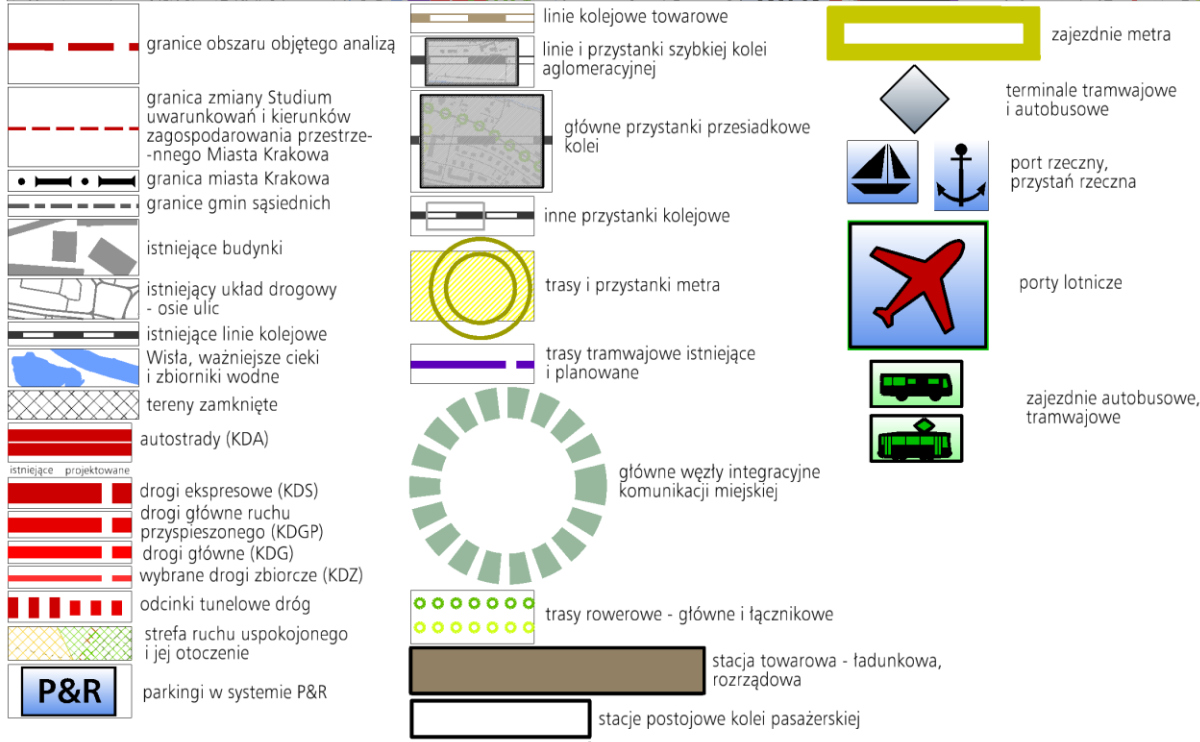 granice obszaru objętego analizą
granica zmiany Studium
uwarunkowań i kierunków
zagospodarowania przestrze-
-nnego Miasta Krakowa
granica miasta Krakowa
granice gmin sąsiednich
istniejące budynki
istniejący układ drogowy
- osie ulic
istniejące linie kolejowe
Wisła, ważniejsze cieki
i zbiorniki wodne
tereny zamknięte
autostrady (KDA)
istniejące projektowane
drogi ekspresowe (KDS)
drogi główne ruchu
przyspieszonego (KDGP)
drogi główne (KDG)
wybrane drogi zbiorcze (KDZ)
odcinki tunelowe dróg
strefa ruchu uspokojonego
i jej otoczenie
P&R
parkingi w systemie P&R
linie kolejowe towarowe
linie i przystanki szybkiej kolei
aglomeracyjnej
główne przystanki przesiadkowe
kolei
inne przystanki kolejowe
trasy i przystanki metra
trasy tramwajowe istniejące
i planowane
główne węzły integracyjne
komunikacji miejskiej
trasy rowerowe - główne i łącznikowe
stacja towarowa - ładunkowa,
rozrządowa
stacje postojowe kolei pasażerskiej
zajezdnie metra
terminale tramwajowe
i autobusowe
port rzeczny,
przystań rzeczna
porty lotnicze
zajezdnie autobusowe,
tramwajowe